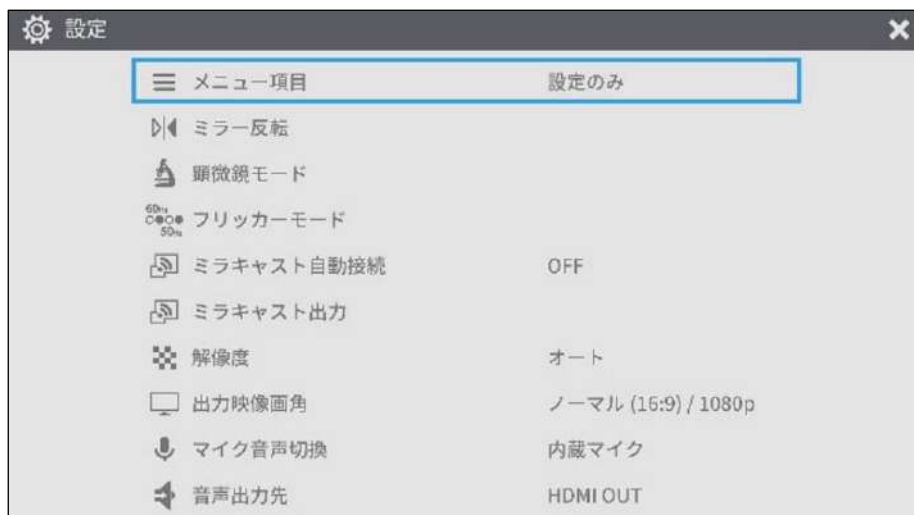 設定
メニュー項目 設定のみ
ミラー反転
顕微鏡モード
60Hz
50Hz
フリッカーモード
ミラキャスト自動接続 OFF
ミラキャスト出力
解像度 オート
出力映像画角 ノーマル (16:9) / 1080p
マイク音声切換 内蔵マイク
音声出力先 HDMI OUT